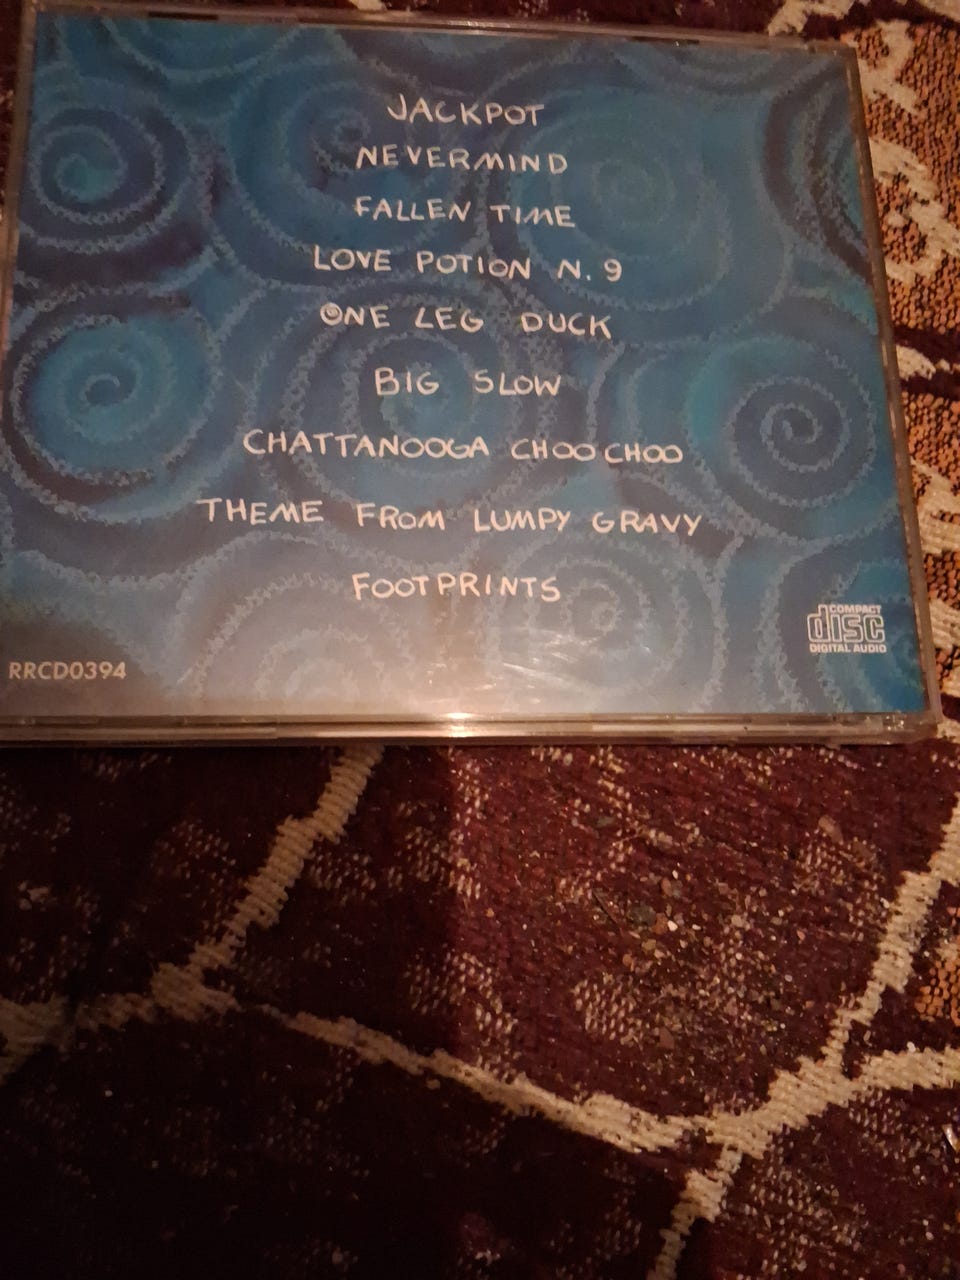 JACKPOT
NEVERMIND
FALLEN TIME
LOVE POTION N. 9
ONE LEG DUCK
BIG SLOW
CHATTANOOGA CHOO CHOO
THEME FROM LUMPY GRAVY
FOOTPRINTS
COMPACT
disc
DIGITAL AUDIO
RRCD0394